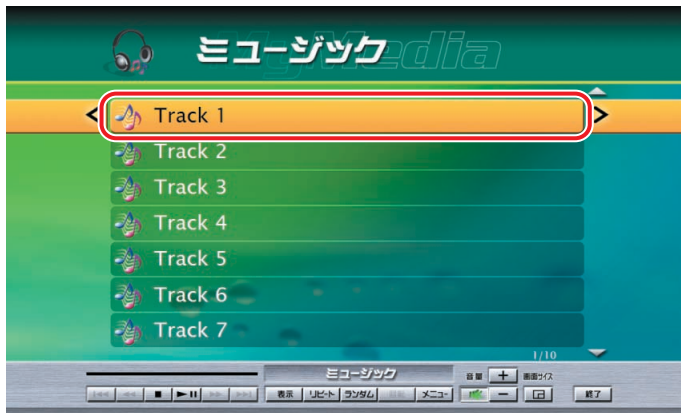 ミュージック
MyMedia
Track 1
Track 2
Track 3
Track 4
Track 5
Track 6
Track 7
1/10
ミュージック
音量 画面サイズ
表示 リピート ランダム メニュー 終了